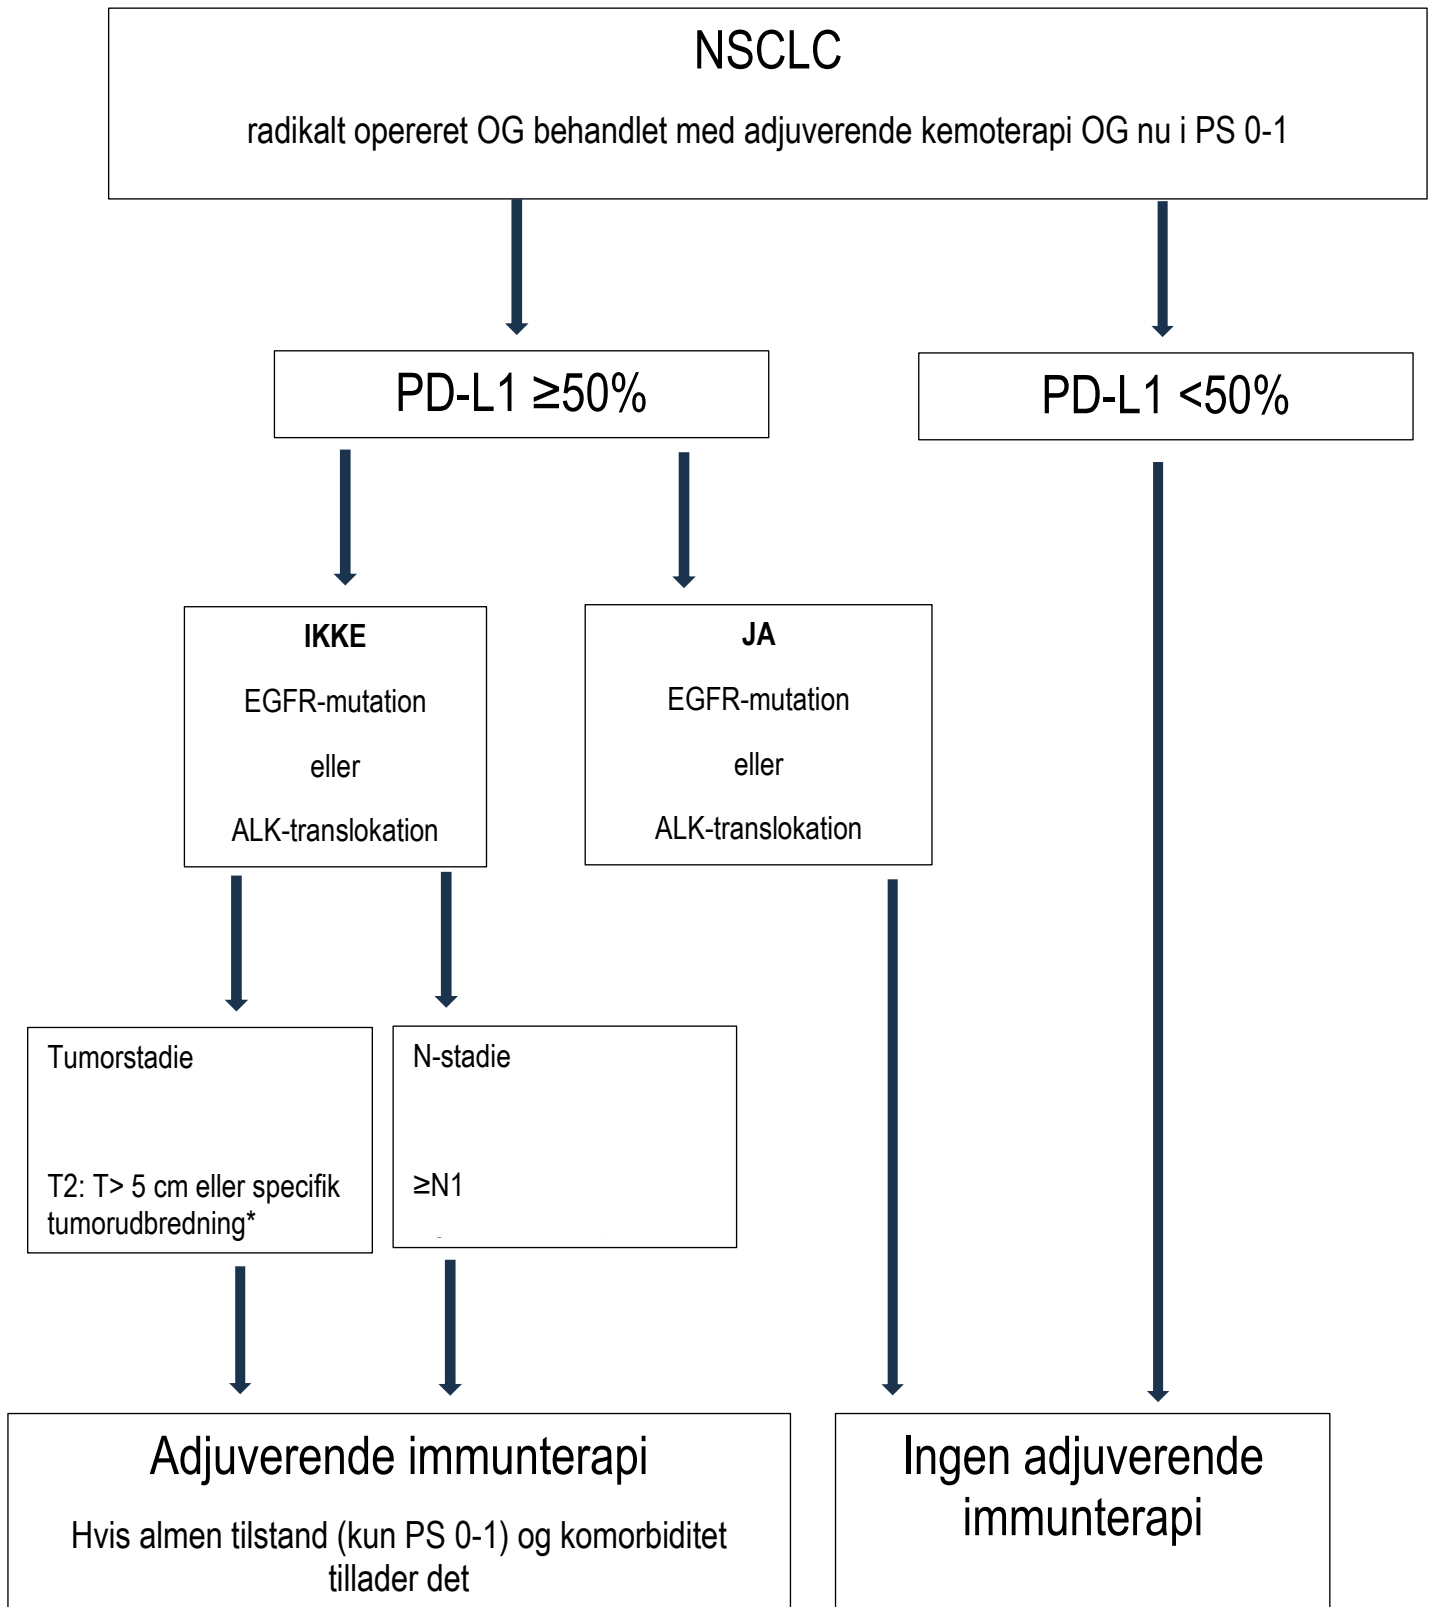 NSCLC
radikalt opereret OG behandlet med adjuverende kemoterapi OG nu i PS 0-1
PD-L1 ≥50%
PD-L1 <50%
IKKE
EGFR-mutation
eller
ALK-translokation
JA
EGFR-mutation
eller
ALK-translokation
Tumorstadie
T2: T> 5 cm eller specifik
tumorudbredning*
N-stadie
≥N1
Adjuverende immunterapi
Hvis almen tilstand (kun PS 0-1) og komorbiditet
tillader det
Ingen adjuverende
immunterapi